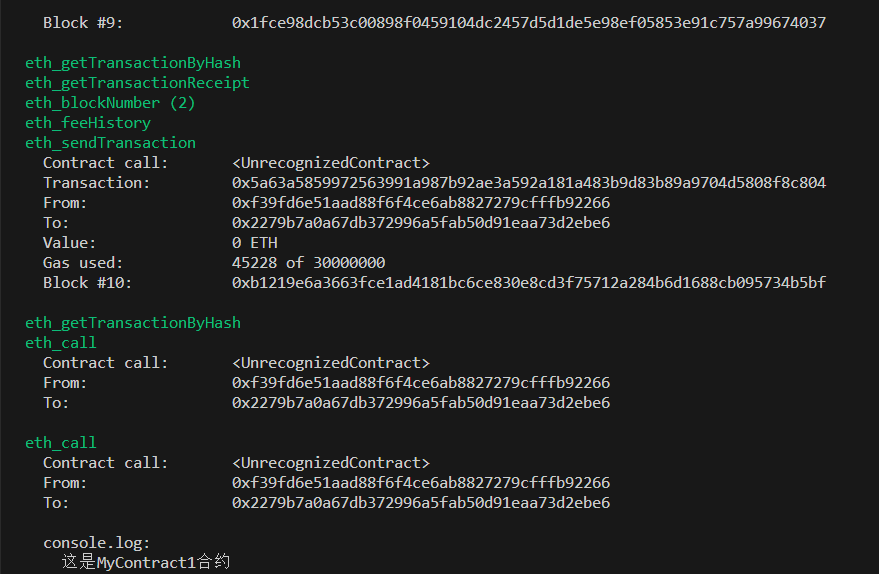 Block #9: 0x1fce98dcb53c00898f0459104dc2457d5d1de5e98ef05853e91c757a99674037
eth_getTransactionByHash
eth_getTransactionReceipt
eth_blockNumber (2)
eth_feeHistory
eth_sendTransaction
Contract call: <UnrecognizedContract>
Transaction: 0x5a63a5859972563991a987b92ae3a592a181a483b9d83b89a9704d5808f8c804
From: 0xf39fd6e51aad88f6f4ce6ab8827279cfffb92266
To: 0x2279b7a0a67db372996a5fab50d91eaa73d2ebe6
Value: 0 ETH
Gas used: 45228 of 30000000
Block #10: 0xb1219e6a3663fce1ad4181bc6ce830e8cd3f75712a284b6d1688cb095734b5bf
eth_getTransactionByHash
eth_call
Contract call: <UnrecognizedContract>
From: 0xf39fd6e51aad88f6f4ce6ab8827279cfffb92266
To: 0x2279b7a0a67db372996a5fab50d91eaa73d2ebe6
eth_call
Contract call: <UnrecognizedContract>
From: 0xf39fd6e51aad88f6f4ce6ab8827279cfffb92266
To: 0x2279b7a0a67db372996a5fab50d91eaa73d2ebe6
console.log:
这是MyContract1合约